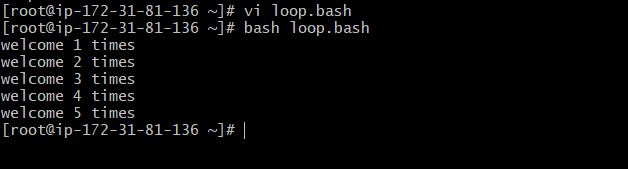 [root@ip-172-31-81-136 ~]# vi loop.bash
[root@ip-172-31-81-136 ~]# bash loop.bash
welcome 1 times
welcome 2 times
welcome 3 times
welcome 4 times
welcome 5 times
[root@ip-172-31-81-136 ~]#